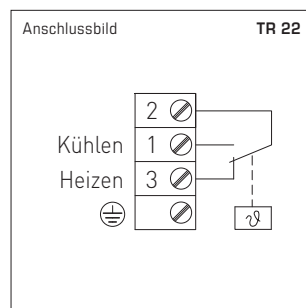 Anschlussbild TR 22
2
Kühlen 1
Heizen 3
ϑ